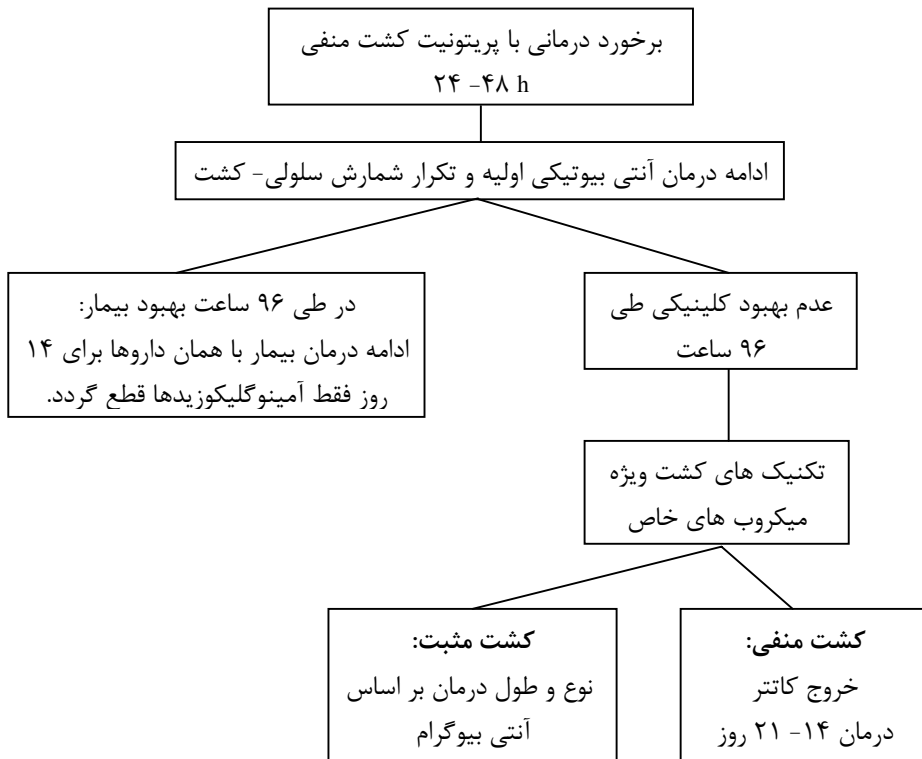 برخورد درمانی با پریتونیت کشت منفی
۲۴ -۴۸ h
ادامه درمان آنتی بیوتیکی اولیه و تکرار شمارش سلولی- کشت
در طی ۹۶ ساعت بهبود بیمار:
ادامه درمان بیمار با همان داروها برای ۱۴
روز فقط آمینوگلیکوزیدها قطع گردد.
عدم بهبود کلینیکی طی
۹۶ ساعت
تکنیک های کشت ویژه
میکروب های خاص
کشت منفی:
خروج کاتتر
درمان ۱۴- ۲۱ روز
کشت مثبت:
نوع و طول درمان بر اساس
آنتی بیوگرام